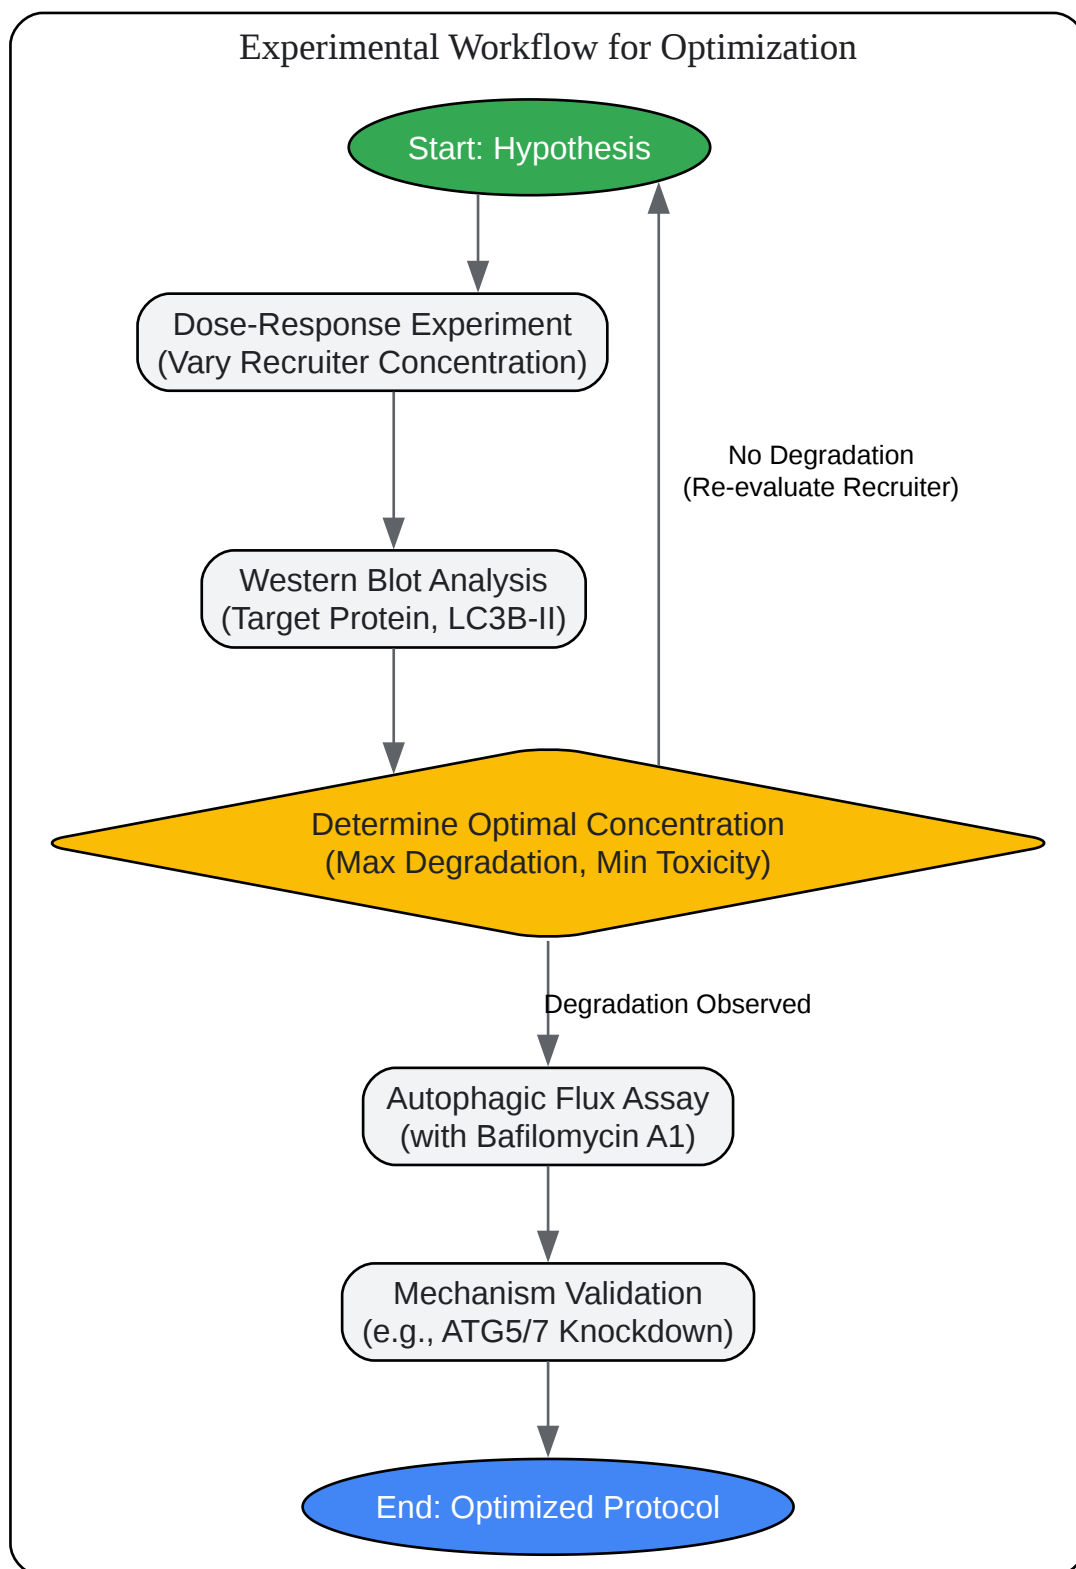 Experimental Workflow for Optimization
Start: Hypothesis
Dose-Response Experiment
(Vary Recruiter Concentration)
No Degradation
(Re-evaluate Recruiter)
Western Blot Analysis
(Target Protein, LC3B-II)
Determine Optimal Concentration
(Max Degradation, Min Toxicity)
Degradation Observed
Autophagic Flux Assay
(with Bafilomycin A1)
Mechanism Validation
(e.g., ATG5/7 Knockdown)
End: Optimized Protocol